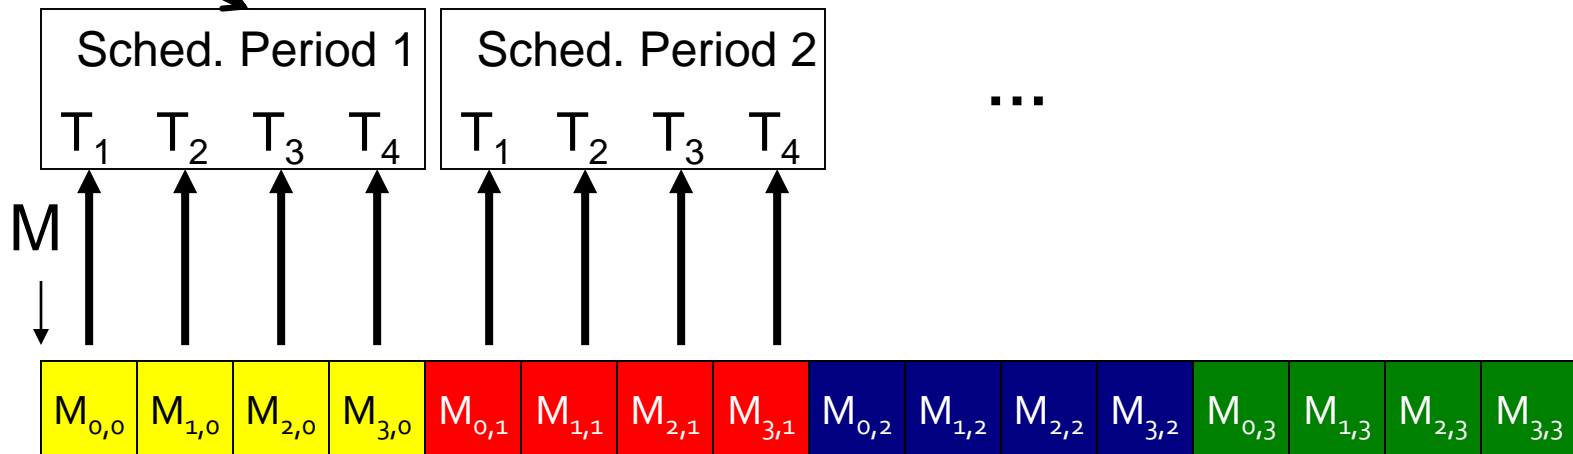 Sched. Period 1 Sched. Period 2
...
T1 T2 T3 T4 T1 T2 T3 T4
M
M0,0 M1,0 M2,0 M3,0 M0,1 M1,1 M2,1 M3,1 M0,2 M1,2 M2,2 M3,2 M0,3 M1,3 M2,3 M3,3